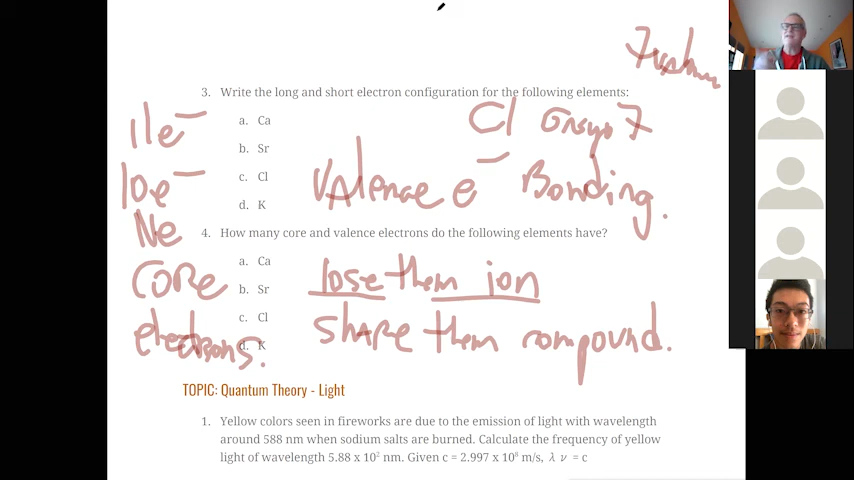 3. Write the long and short electron configuration for the following elements:
a. Ca
b. Sr
c. Cl
d. K
4. How many core and valence electrons do the following elements have?
a. Ca
b. Sr
c. Cl
d. K
11e⁻
10e⁻
Ne
CORE
electrons.
Cl
7
Valence e⁻ Bonding.
lose them ion
share them compound.
TOPIC: Quantum Theory - Light
1. Yellow colors seen in fireworks are due to the emission of light with wavelength
around 588 nm when sodium salts are burned. Calculate the frequency of yellow
light of wavelength 5.88 x 10² nm. Given c = 2.997 x 10⁸ m/s, λ ν = c